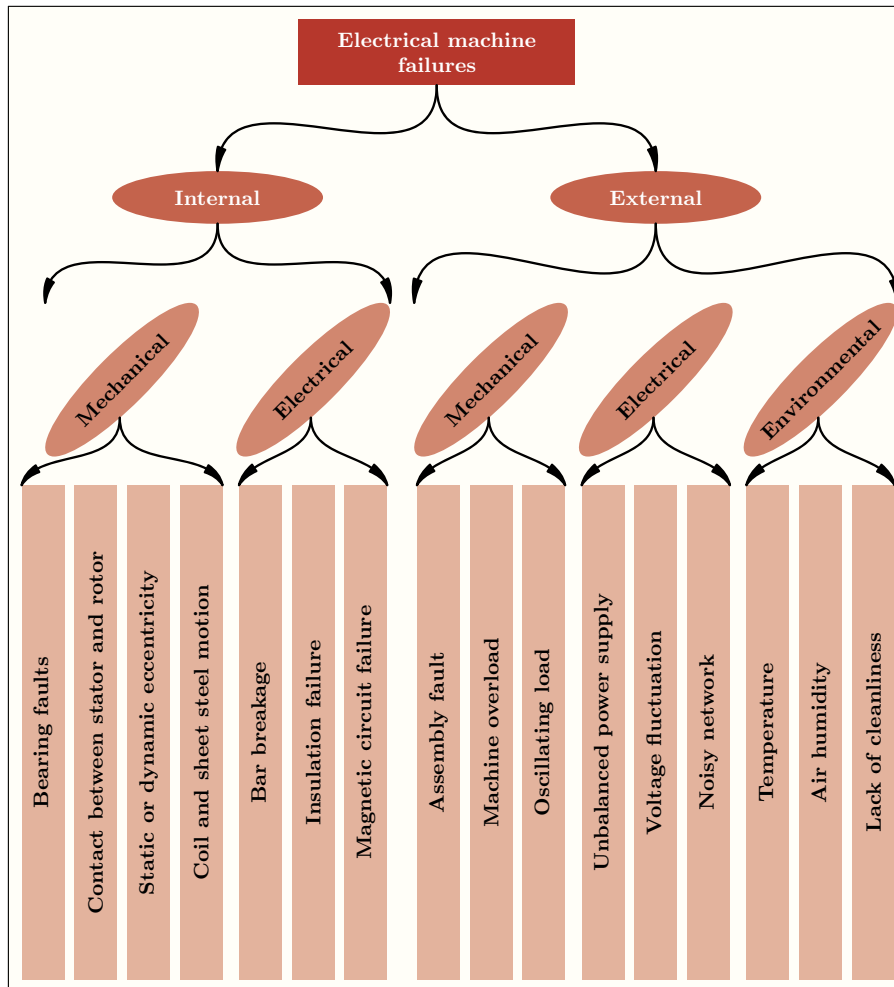 Electrical machine
failures
Internal
External
Mechanical
Electrical
Mechanical
Electrical
Environmental
Bearing faults
Contact between stator and rotor
Static or dynamic eccentricity
Coil and sheet steel motion
Bar breakage
Insulation failure
Magnetic circuit failure
Assembly fault
Machine overload
Oscillating load
Unbalanced power supply
Voltage fluctuation
Noisy network
Temperature
Air humidity
Lack of cleanliness